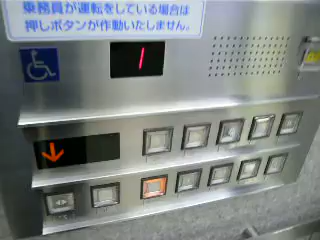 乗務員が運転をしている場合は
押しボタンが作動いたしません。
1